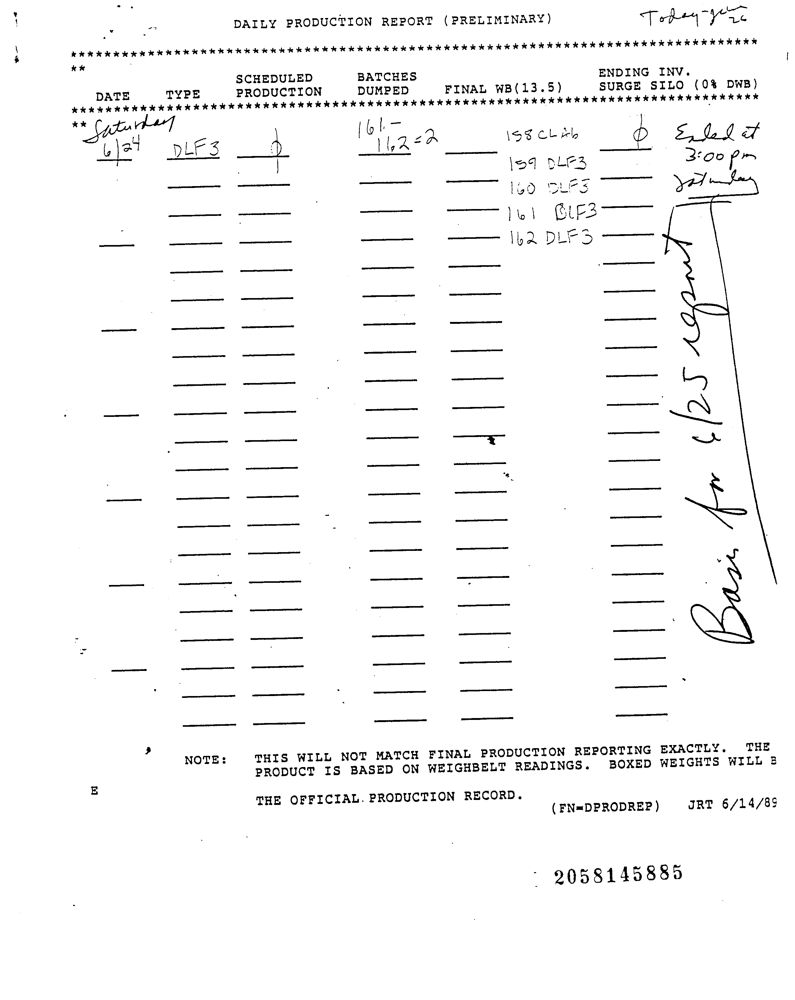 DAILY PRODUCTION REPORT (PRELIMINARY)
Today-Jun 26
**********************************************************************
**
DATE TYPE SCHEDULED PRODUCTION BATCHES DUMPED FINAL WB(13.5) ENDING INV. SURGE SILO (0% DWB)
**********************************************************************
** Saturday
6/24 DLF3 ϕ 161-162=2 158 CLAB ϕ Ended at
159 DLF3 3:00 pm
160 DLF3 Saturday
161 DLF3
162 DLF3
Basis for 6/25 report
NOTE: THIS WILL NOT MATCH FINAL PRODUCTION REPORTING EXACTLY. THE
PRODUCT IS BASED ON WEIGHBELT READINGS. BOXED WEIGHTS WILL B
E
THE OFFICIAL PRODUCTION RECORD.
(FN=DPRODREP) JRT 6/14/89
2058145885